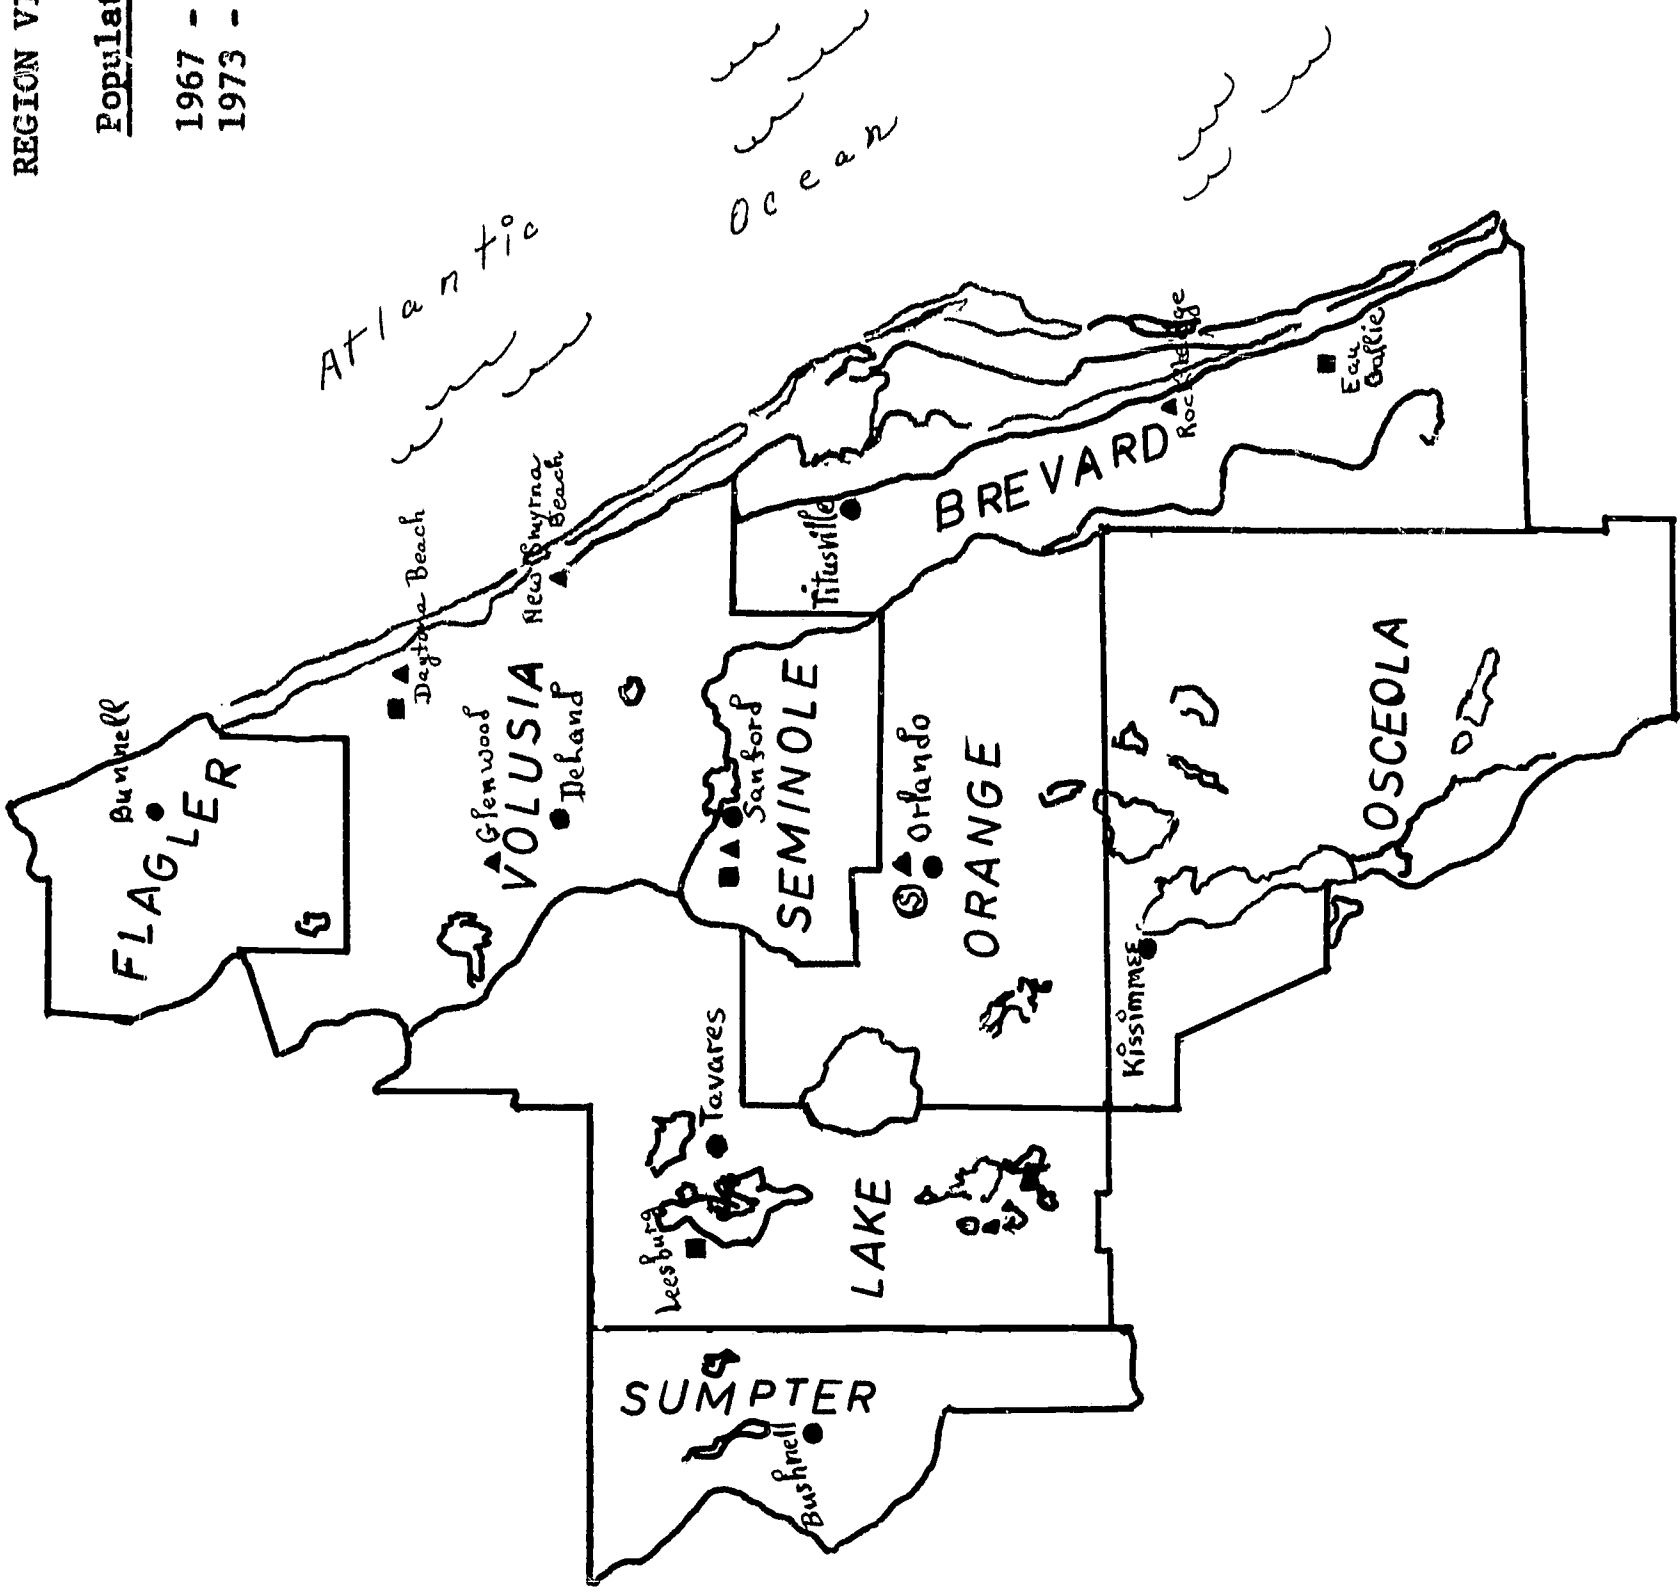 REGION VI
Populat
1967 -
1973 -
Atlantic
Ocean
Bunnell
FLAGLER
Daytona Beach
Glenwood
VOLUSIA
Deland
New Smyrna
Beach
Sanford
SEMINOLE
Titusville
BREVARD
Eau
Gallie
S
Orlando
ORANGE
Tavares
Leesburg
LAKE
Kissimmee
OSCEOLA
SUMPTER
Bushnell